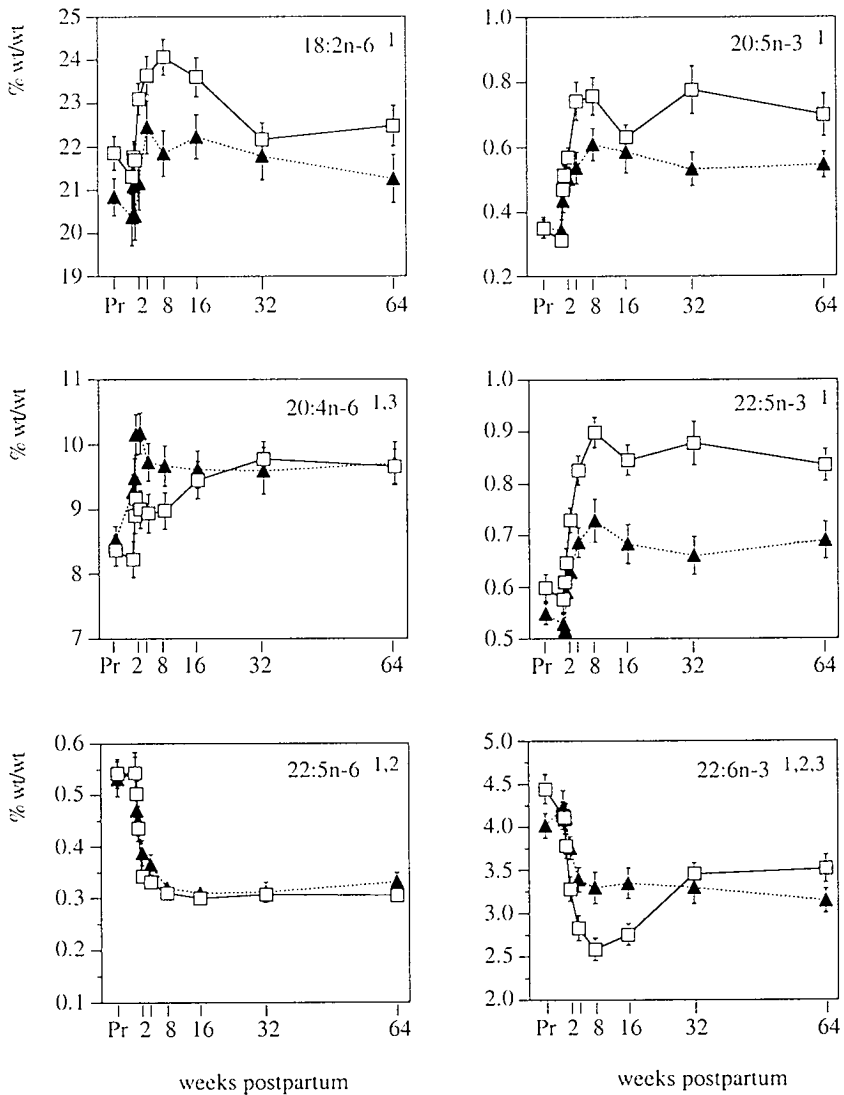 % wt/wt
25
24
23
22
21
20
19
18:2n-6 1
Pr 2 8 16 32 64
1.0
0.8
0.6
0.4
0.2
20:5n-3 1
Pr 2 8 16 32 64
% wt/wt
11
10
9
8
7
20:4n-6 1,3
Pr 2 8 16 32 64
1.0
0.9
0.8
0.7
0.6
0.5
22:5n-3 1
Pr 2 8 16 32 64
% wt/wt
0.6
0.5
0.4
0.3
0.2
0.1
22:5n-6 1,2
Pr 2 8 16 32 64
weeks postpartum
5.0
4.5
4.0
3.5
3.0
2.5
2.0
22:6n-3 1,2,3
Pr 2 8 16 32 64
weeks postpartum